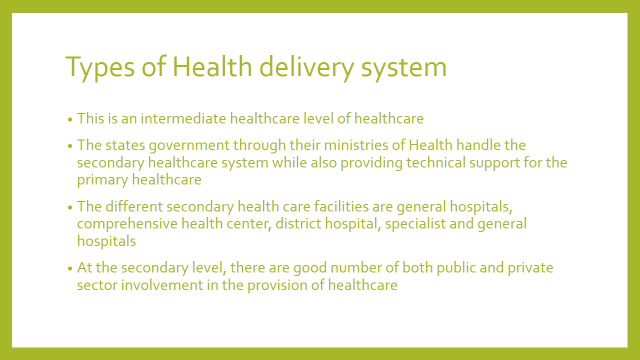 Types of Health delivery system
• This is an intermediate healthcare level of healthcare
• The states government through their ministries of Health handle the
secondary healthcare system while also providing technical support for the
primary healthcare
• The different secondary health care facilities are general hospitals,
comprehensive health center, district hospital, specialist and general
hospitals
• At the secondary level, there are good number of both public and private
sector involvement in the provision of healthcare